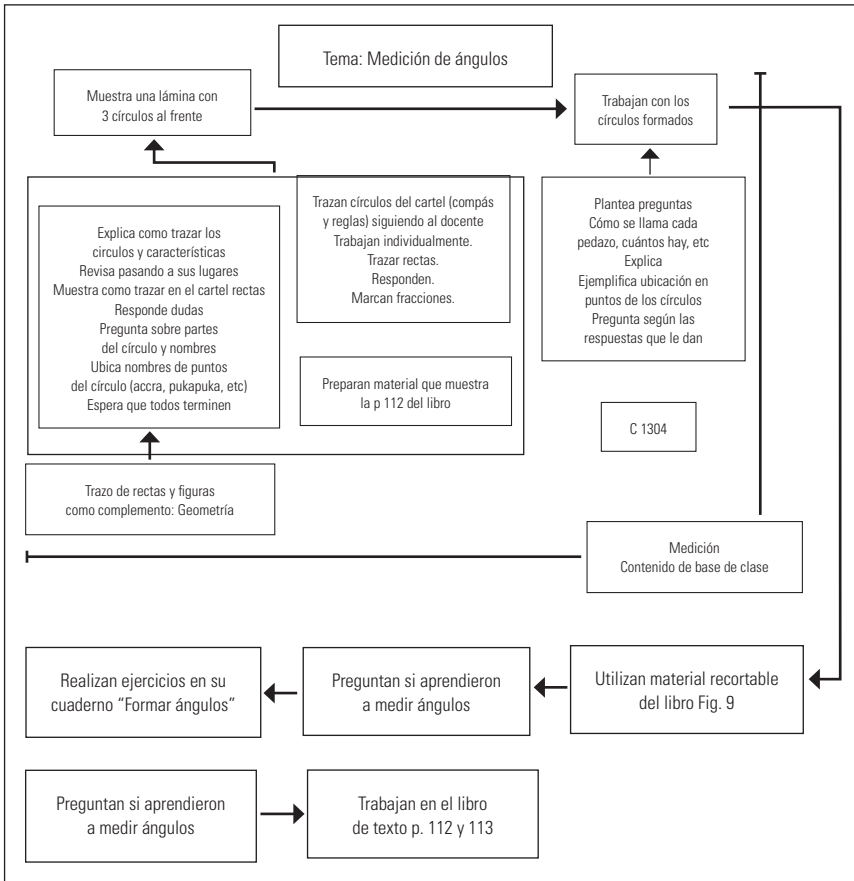 Tema: Medición de ángulos
Muestra una lámina con
3 círculos al frente
Trabajan con los
círculos formados
Explica como trazar los
circulos y características
Revisa pasando a sus lugares
Muestra como trazar en el cartel rectas
Responde dudas
Pregunta sobre partes
del círculo y nombres
Ubica nombres de puntos
del círculo (accra, pukapuka, etc)
Espera que todos terminen
Trazan círculos del cartel (compás
y reglas) siguiendo al docente
Trabajan individualmente.
Trazar rectas.
Responden.
Marcan fracciones.
Preparan material que muestra
la p 112 del libro
Plantea preguntas
Cómo se llama cada
pedazo, cuántos hay, etc
Explica
Ejemplifica ubicación en
puntos de los círculos
Pregunta según las
respuestas que le dan
C 1304
Trazo de rectas y figuras
como complemento: Geometría
Medición
Contenido de base de clase
Realizan ejercicios en su
cuaderno “Formar ángulos”
Preguntan si aprendieron
a medir ángulos
Utilizan material recortable
del libro Fig. 9
Preguntan si aprendieron
a medir ángulos
Trabajan en el libro
de texto p. 112 y 113